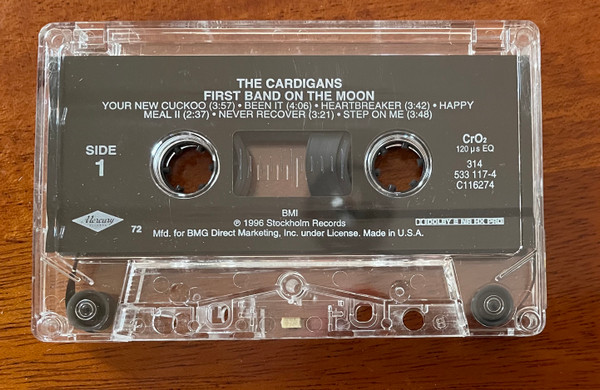 THE CARDIGANS
FIRST BAND ON THE MOON
YOUR NEW CUCKOO (3:57) • BEEN IT (4:06) • HEARTBREAKER (3:42) • HAPPY
MEAL II (2:37) • NEVER RECOVER (3:21) • STEP ON ME (3:48)
SIDE
1
CrO₂
120 µs EQ
314
533 117-4
C116274
Mercury
72
BMI
℗ 1996 Stockholm Records
Mfd. for BMG Direct Marketing, Inc. under License. Made in U.S.A.
DOLBY B NR HX PRO